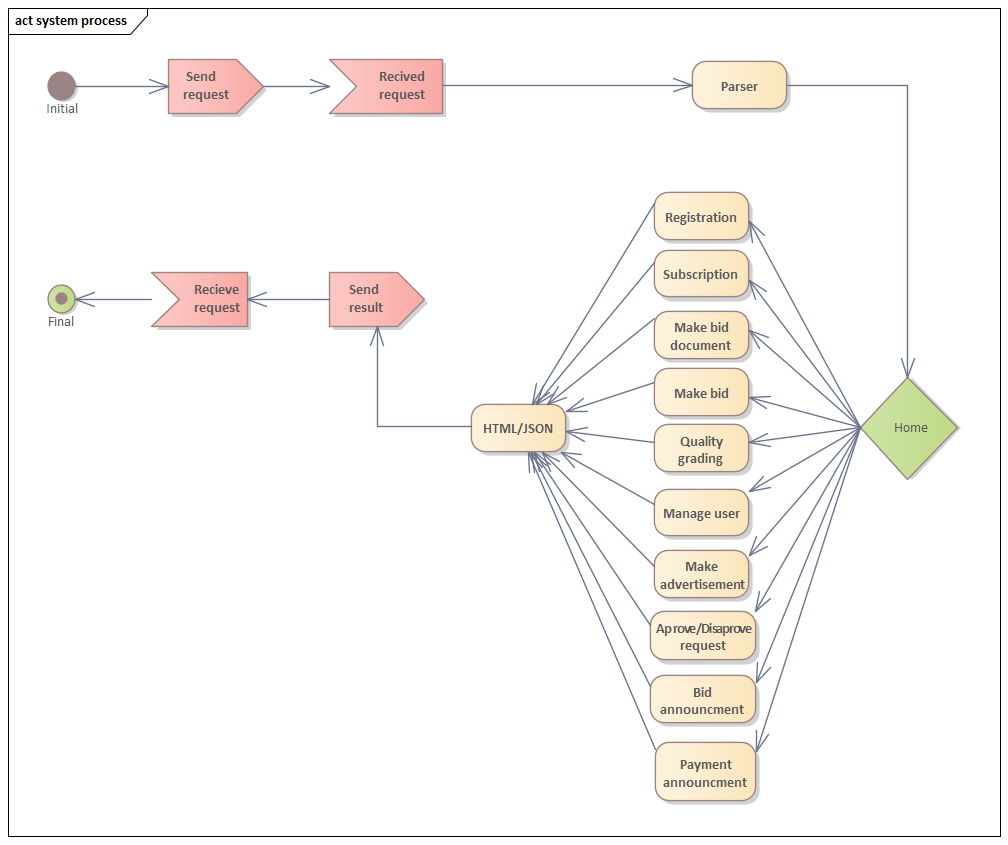 act system process
Send
request
Recived
request
Parser
Initial
Registration
Subscription
Make bid
document
Make bid
Quality
grading
Manage user
Make
advertisement
Aprove/Disaprove
request
Bid
announcment
Payment
announcment
Home
HTML/JSON
Send
result
Recieve
request
Final